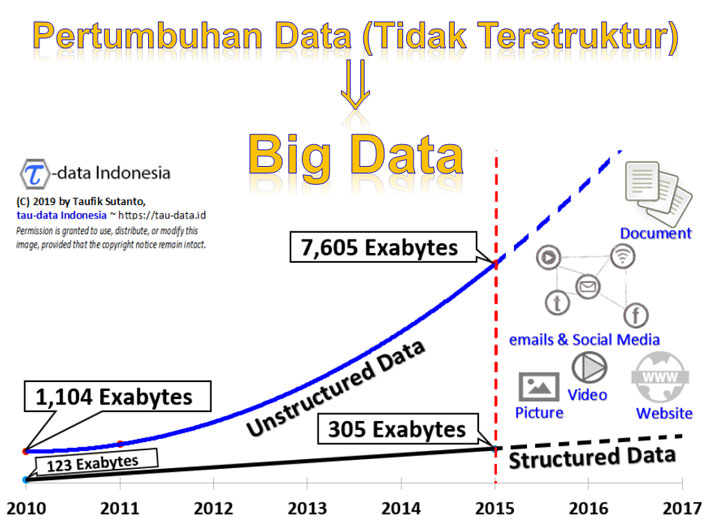 Pertumbuhan Data (Tidak Terstruktur)
Big Data
τ-data Indonesia
(C) 2019 by Taufik Sutanto,
tau-data Indonesia ~ https://tau-data.id
Permission is granted to use, distribute, or modify this
image, provided that the copyright notice remain intact.
Document
7,605 Exabytes
t
f
emails & Social Media
Unstructured Data
1,104 Exabytes
WWW
Video
Picture
Website
305 Exabytes
123 Exabytes
Structured Data
2010 2011 2012 2013 2014 2015 2016 2017